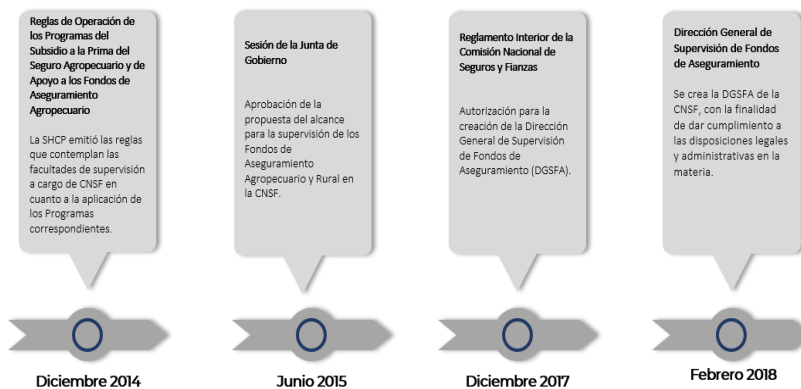 Reglas de Operación de
los Programas del
Subsidio a la Prima del
Seguro Agropecuario y de
Apoyo a los Fondos de
Aseguramiento
Agropecuario
La SHCP emitió las reglas
que contemplan las
facultades de supervisión
a cargo de CNSF en
cuanto a la aplicación de
los Programas
correspondientes.
Diciembre 2014
Sesión de la Junta de
Gobierno
Aprobación de la
propuesta del alcance
para la supervisión de los
Fondos de
Aseguramiento
Agropecuario y Rural en
la CNSF.
Junio 2015
Reglamento Interior de la
Comisión Nacional de
Seguros y Fianzas
Autorización para la
creación de la Dirección
General de Supervisión
de Fondos de
Aseguramiento (DGSFA).
Diciembre 2017
Dirección General de
Supervisión de Fondos
de Aseguramiento
Se crea la DGSFA de la
CNSF, con la finalidad
de dar cumplimiento a
las disposiciones legales
y administrativas en la
materia.
Febrero 2018